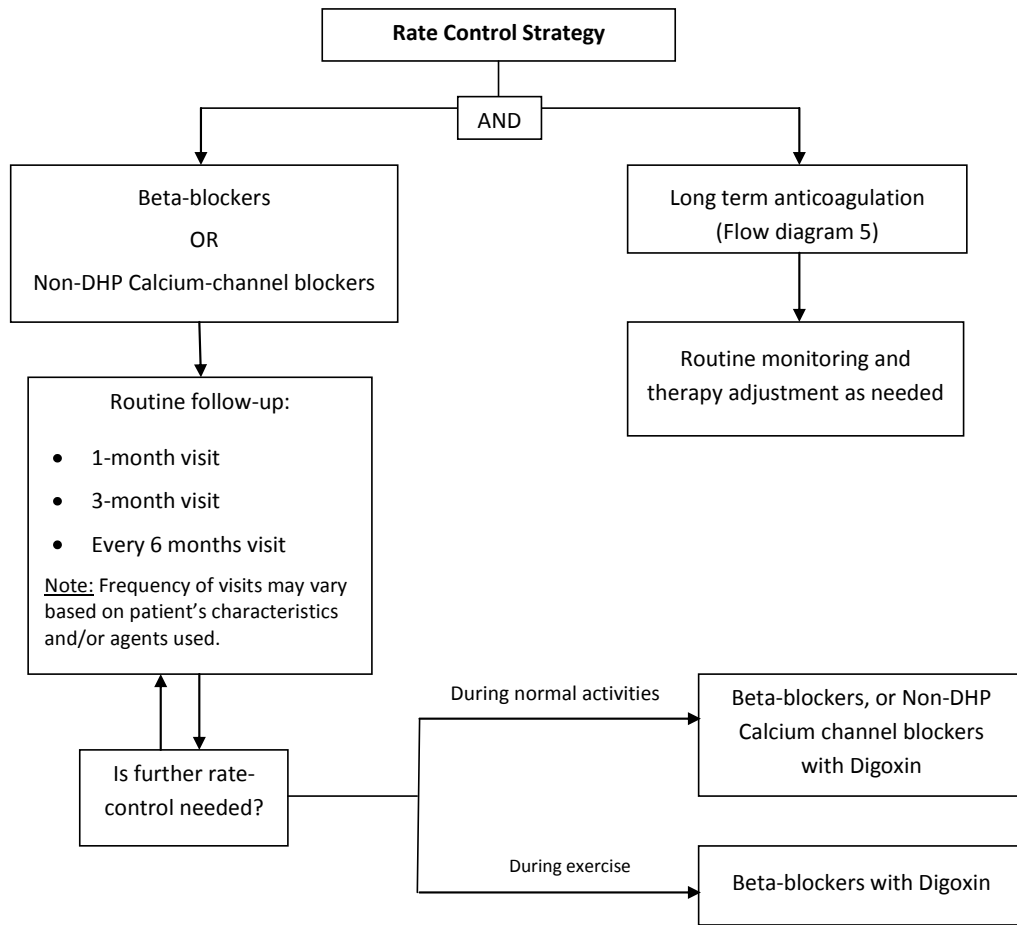 Rate Control Strategy
AND
Beta-blockers
OR
Non-DHP Calcium-channel blockers
Long term anticoagulation
(Flow diagram 5)
Routine monitoring and
therapy adjustment as needed
Routine follow-up:
• 1-month visit
• 3-month visit
• Every 6 months visit
Note: Frequency of visits may vary
based on patient’s characteristics
and/or agents used.
Is further rate-
control needed?
During normal activities
Beta-blockers, or Non-DHP
Calcium channel blockers
with Digoxin
During exercise
Beta-blockers with Digoxin